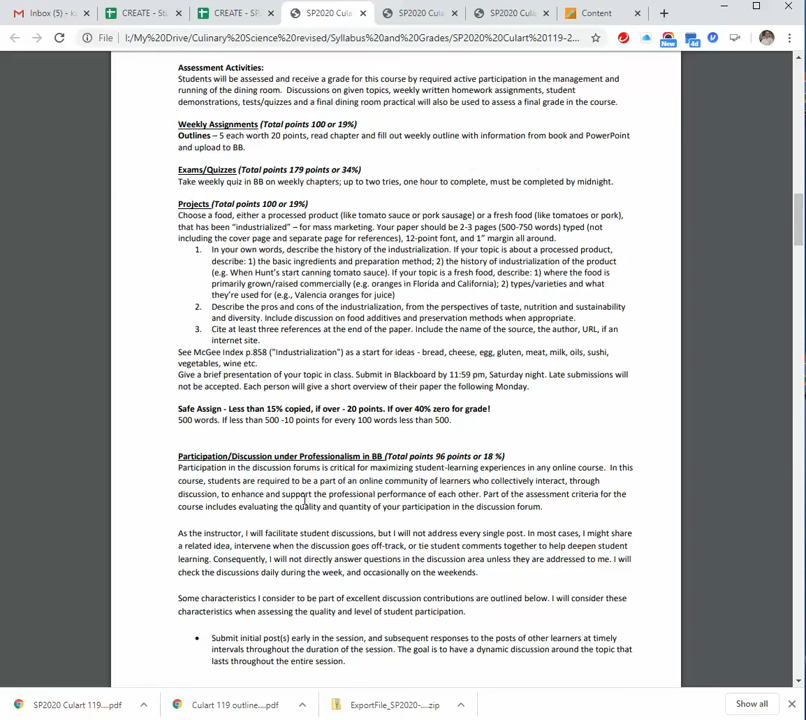 Inbox (5) - k
CREATE - Stu
CREATE - SP
SP2020 Cular
SP2020 Cula
SP2020 Cula
Content
File
I:/My%20Drive/Culinary%20Science%20revised/Syllabus%20and%20Grades/SP2020%20Culart%20119-2...
New
4d
Assessment Activities:
Students will be assessed and receive a grade for this course by required active participation in the management and
running of the dining room. Discussions on given topics, weekly written homework assignments, student
demonstrations, tests/quizzes and a final dining room practical will also be used to assess a final grade in the course.
Weekly Assignments (Total points 100 or 19%)
Outlines – 5 each worth 20 points, read chapter and fill out weekly outline with information from book and PowerPoint
and upload to BB.
Exams/Quizzes (Total points 179 points or 34%)
Take weekly quiz in BB on weekly chapters; up to two tries, one hour to complete, must be completed by midnight.
Projects (Total points 100 or 19%)
Choose a food, either a processed product (like tomato sauce or pork sausage) or a fresh food (like tomatoes or pork),
that has been "industrialized" – for mass marketing. Your paper should be 2-3 pages (500-750 words) typed (not
including the cover page and separate page for references), 12-point font, and 1" margin all around.
1. In your own words, describe the history of the industrialization. If your topic is about a processed product,
describe: 1) the basic ingredients and preparation method; 2) the history of industrialization of the product
(e.g. When Hunt's start canning tomato sauce). If your topic is a fresh food, describe: 1) where the food is
primarily grown/raised commercially (e.g. oranges in Florida and California); 2) types/varieties and what
they're used for (e.g., Valencia oranges for juice)
2. Describe the pros and cons of the industrialization, from the perspectives of taste, nutrition and sustainability
and diversity. Include discussion on food additives and preservation methods when appropriate.
3. Cite at least three references at the end of the paper. Include the name of the source, the author, URL, if an
internet site.
See McGee Index p.858 ("Industrialization") as a start for ideas - bread, cheese, egg, gluten, meat, milk, oils, sushi,
vegetables, wine etc.
Give a brief presentation of your topic in class. Submit in Blackboard by 11:59 pm, Saturday night. Late submissions will
not be accepted. Each person will give a short overview of their paper the following Monday.
Safe Assign - Less than 15% copied, if over - 20 points. If over 40% zero for grade!
500 words. If less than 500 -10 points for every 100 words less than 500.
Participation/Discussion under Professionalism in BB (Total points 96 points or 18 %)
Participation in the discussion forums is critical for maximizing student-learning experiences in any online course. In this
course, students are required to be a part of an online community of learners who collectively interact, through
discussion, to enhance and support the professional performance of each other. Part of the assessment criteria for the
course includes evaluating the quality and quantity of your participation in the discussion forum.
As the instructor, I will facilitate student discussions, but I will not address every single post. In most cases, I might share
a related idea, intervene when the discussion goes off-track, or tie student comments together to help deepen student
learning. Consequently, I will not directly answer questions in the discussion area unless they are addressed to me. I will
check the discussions daily during the week, and occasionally on the weekends.
Some characteristics I consider to be part of excellent discussion contributions are outlined below. I will consider these
characteristics when assessing the quality and level of student participation.
• Submit initial post(s) early in the session, and subsequent responses to the posts of other learners at timely
intervals throughout the duration of the session. The goal is to have a dynamic discussion around the topic that
lasts throughout the entire session.
SP2020 Culart 119....pdf
Culart 119 outline....pdf
ExportFile_SP2020-....zip
Show all